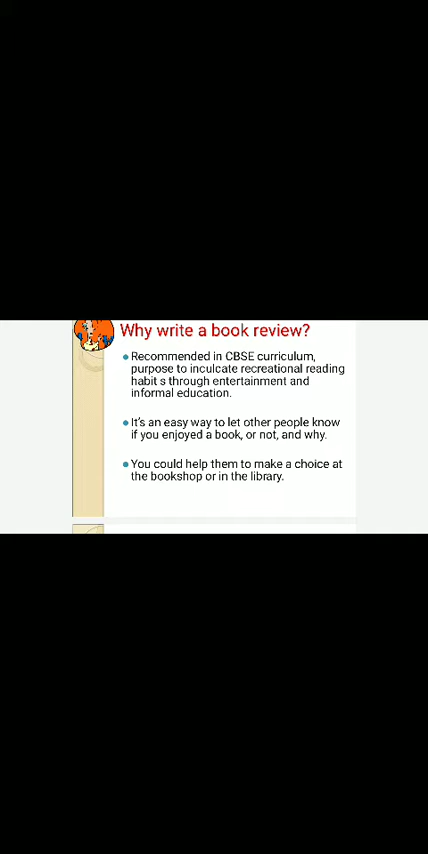 Why write a book review?
Recommended in CBSE curriculum,
purpose to inculcate recreational reading
habit s through entertainment and
informal education.
It's an easy way to let other people know
if you enjoyed a book, or not, and why.
You could help them to make a choice at
the bookshop or in the library.